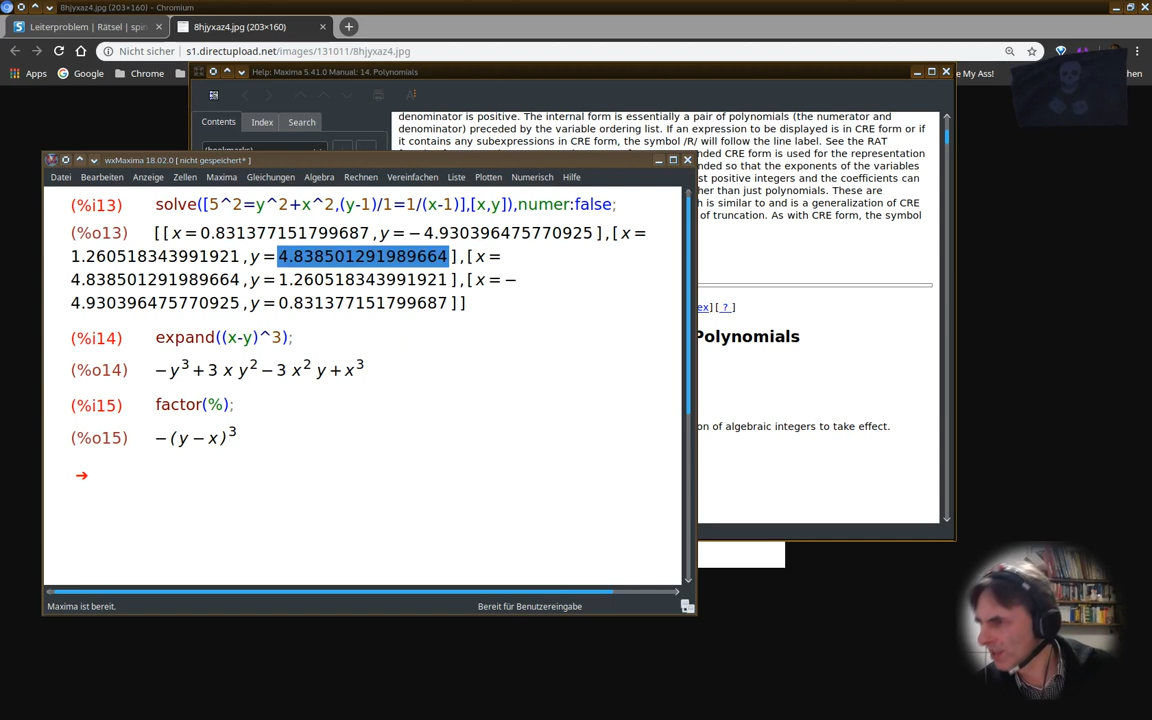 8hjyxaz4.jpg (203×160) - Chromium
Leiterproblem | Rätsel | spin
8hjyxaz4.jpg (203×160)
Nicht sicher | s1.directupload.net/images/131011/8hjyxaz4.jpg
Apps Google Chrome
e My Ass!
chen
Help: Maxima 5.41.0 Manual: 14. Polynomials
Contents Index Search
(bookmarks)
denominator is positive. The internal form is essentially a pair of polynomials (the numerator and
denominator) preceded by the variable ordering list. If an expression to be displayed is in CRE form or if
it contains any subexpressions in CRE form, the symbol /R/ will follow the line label. See the RAT
nded CRE form is used for the representation
ended so that the exponents of the variables
st positive integers and the coefficients can
her than just polynomials. These are
h is similar to and is a generalization of CRE
of truncation. As with CRE form, the symbol
ex][ ? ]
Polynomials
on of algebraic integers to take effect.
wxMaxima 18.02.0 [ nicht gespeichert* ]
Datei Bearbeiten Anzeige Zellen Maxima Gleichungen Algebra Rechnen Vereinfachen Liste Plotten Numerisch Hilfe
(%i13) solve([5^2=y^2+x^2,(y-1)/1=1/(x-1)],[x,y]),numer:false;
(%o13) [[x=0.831377151799687,y=−4.930396475770925],[x=
1.260518343991921,y=4.838501291989664],[x=
4.838501291989664,y=1.260518343991921],[x=−
4.930396475770925,y=0.831377151799687]]
(%i14) expand((x-y)^3);
(%o14) −y³+3 x y²−3 x² y+x³
(%i15) factor(%);
(%o15) −(y−x)³
Maxima ist bereit.
Bereit für Benutzereingabe